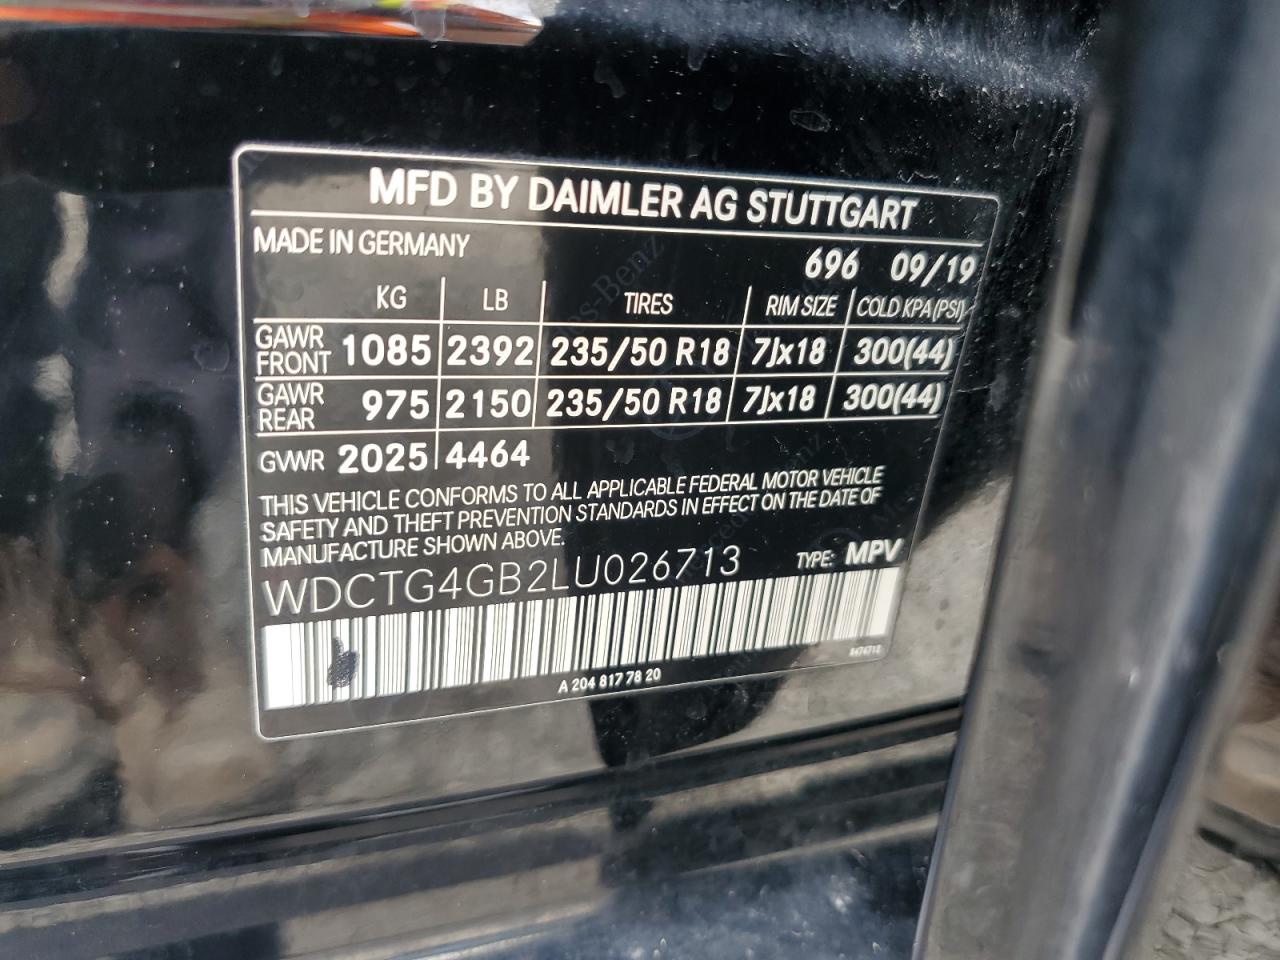 MFD BY DAIMLER AG STUTTGART
MADE IN GERMANY 696 09/19
KG LB TIRES RIM SIZE COLD KPA (PSI)
GAWR FRONT 1085 2392 235/50 R18 7Jx18 300(44)
GAWR REAR 975 2150 235/50 R18 7Jx18 300(44)
GVWR 2025 4464
THIS VEHICLE CONFORMS TO ALL APPLICABLE FEDERAL MOTOR VEHICLE
SAFETY AND THEFT PREVENTION STANDARDS IN EFFECT ON THE DATE OF
MANUFACTURE SHOWN ABOVE.
WDCTG4GB2LU026713 TYPE: MPV
A 204 817 78 20